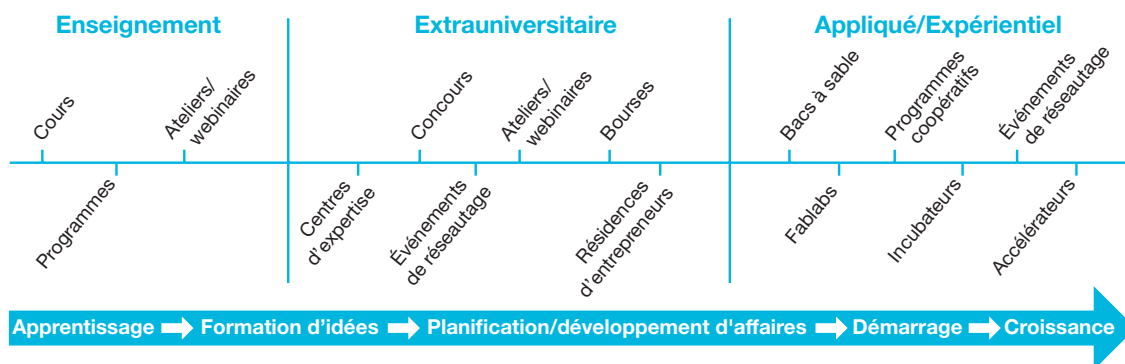 Enseignement
Extrauniversitaire
Appliqué/Expérientiel
Cours
Ateliers/
webinaires
Concours
Ateliers/
webinaires
Bourses
Bacs à sable
Programmes
coopératifs
Événements
de réseautage
Programmes
Centres
d'expertise
Événements
de réseautage
Résidences
d'entrepreneurs
Fablabs
Incubateurs
Accélérateurs
Apprentissage Formation d'idées Planification/développement d'affaires Démarrage Croissance